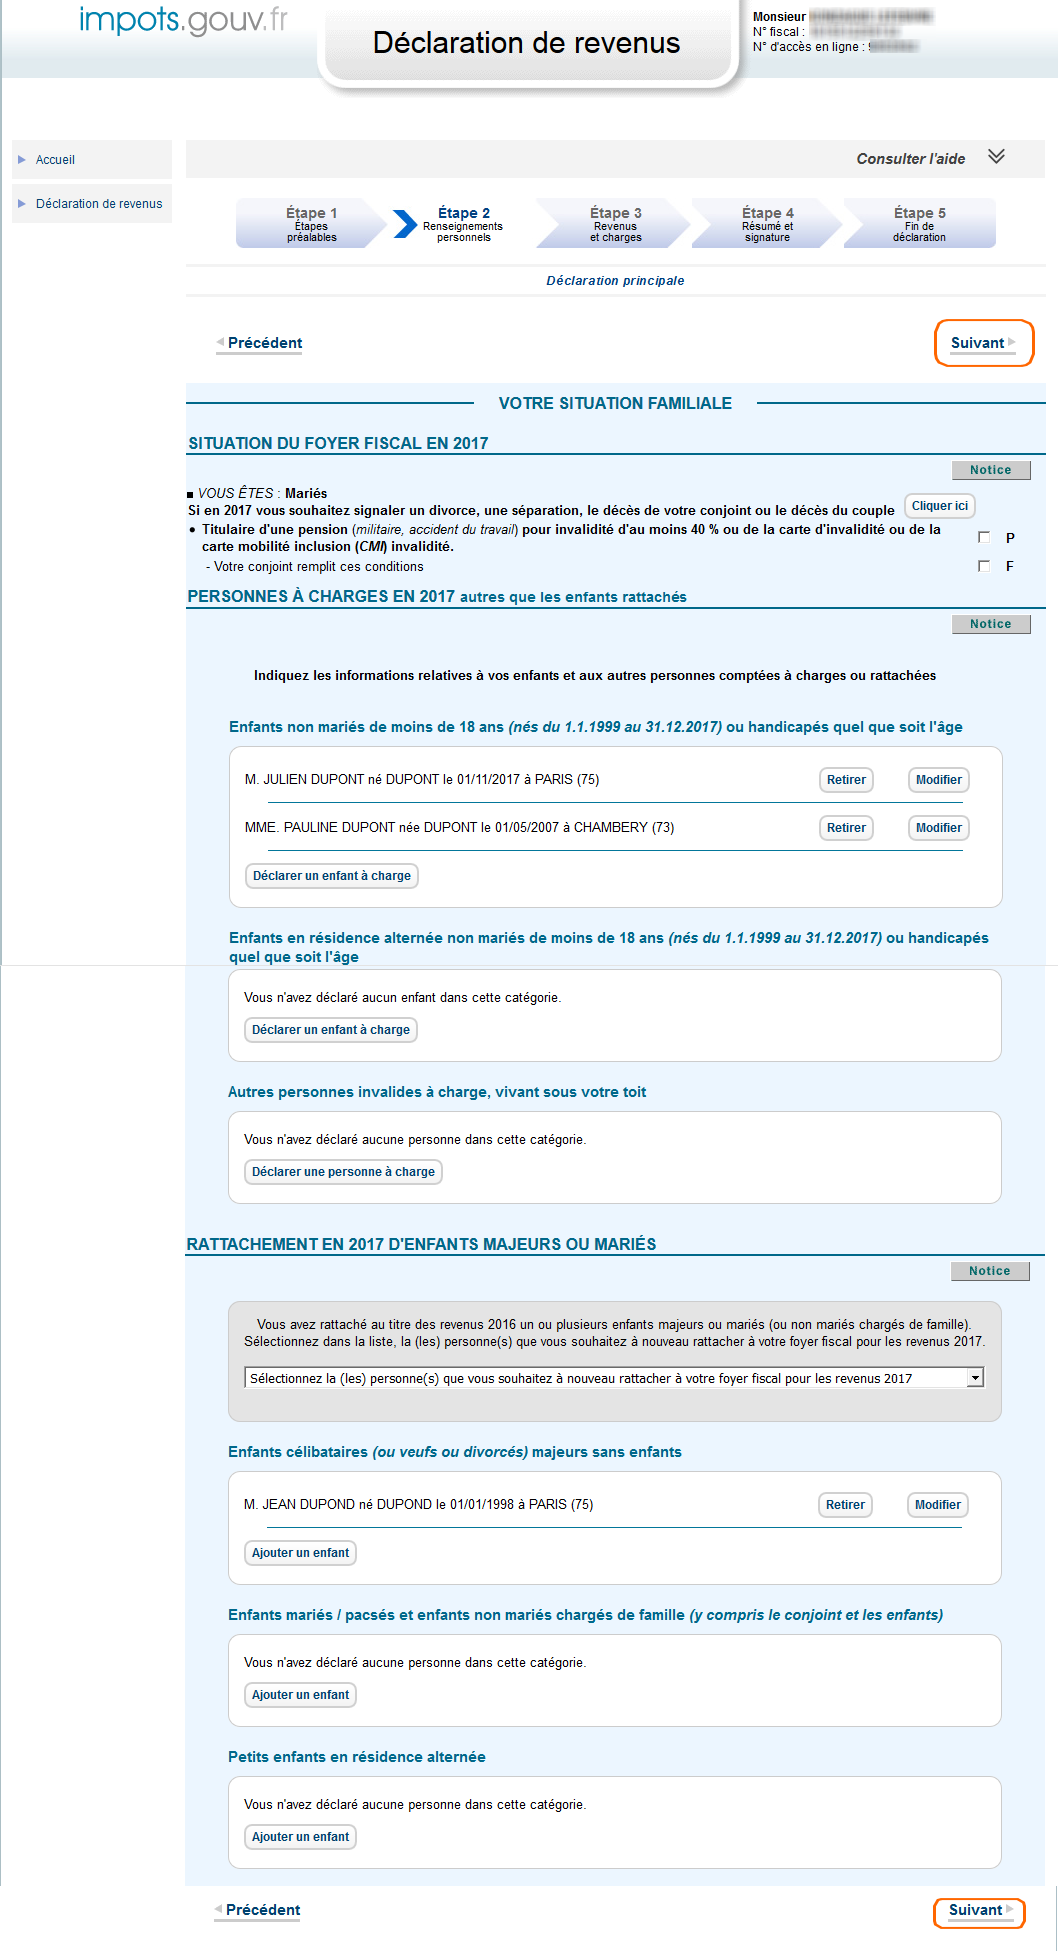 impots.gouv.fr
Déclaration de revenus
Monsieur
N° fiscal :
N° d'accès en ligne :
Accueil
Déclaration de revenus
Consulter l'aide
Étape 1
Étapes
préalables
Étape 2
Renseignements
personnels
Étape 3
Revenus
et charges
Étape 4
Résumé et
signature
Étape 5
Fin de
déclaration
Déclaration principale
Précédent
Suivant
VOTRE SITUATION FAMILIALE
SITUATION DU FOYER FISCAL EN 2017
Notice
VOUS ÊTES : Mariés
Si en 2017 vous souhaitez signaler un divorce, une séparation, le décès de votre conjoint ou le décès du couple Cliquer ici
• Titulaire d'une pension (militaire, accident du travail) pour invalidité d'au moins 40 % ou de la carte d'invalidité ou de la
carte mobilité inclusion (CMI) invalidité. P
- Votre conjoint remplit ces conditions F
PERSONNES À CHARGES EN 2017 autres que les enfants rattachés
Notice
Indiquez les informations relatives à vos enfants et aux autres personnes comptées à charges ou rattachées
Enfants non mariés de moins de 18 ans (nés du 1.1.1999 au 31.12.2017) ou handicapés quel que soit l'âge
M. JULIEN DUPONT né DUPONT le 01/11/2017 à PARIS (75) Retirer Modifier
MME. PAULINE DUPONT née DUPONT le 01/05/2007 à CHAMBERY (73) Retirer Modifier
Déclarer un enfant à charge
Enfants en résidence alternée non mariés de moins de 18 ans (nés du 1.1.1999 au 31.12.2017) ou handicapés
quel que soit l'âge
Vous n'avez déclaré aucun enfant dans cette catégorie.
Déclarer un enfant à charge
Autres personnes invalides à charge, vivant sous votre toit
Vous n'avez déclaré aucune personne dans cette catégorie.
Déclarer une personne à charge
RATTACHEMENT EN 2017 D'ENFANTS MAJEURS OU MARIÉS
Notice
Vous avez rattaché au titre des revenus 2016 un ou plusieurs enfants majeurs ou mariés (ou non mariés chargés de famille).
Sélectionnez dans la liste, la (les) personne(s) que vous souhaitez à nouveau rattacher à votre foyer fiscal pour les revenus 2017.
Sélectionnez la (les) personne(s) que vous souhaitez à nouveau rattacher à votre foyer fiscal pour les revenus 2017
Enfants célibataires (ou veufs ou divorcés) majeurs sans enfants
M. JEAN DUPOND né DUPOND le 01/01/1998 à PARIS (75) Retirer Modifier
Ajouter un enfant
Enfants mariés / pacsés et enfants non mariés chargés de famille (y compris le conjoint et les enfants)
Vous n'avez déclaré aucune personne dans cette catégorie.
Ajouter un enfant
Petits enfants en résidence alternée
Vous n'avez déclaré aucune personne dans cette catégorie.
Ajouter un enfant
Précédent
Suivant